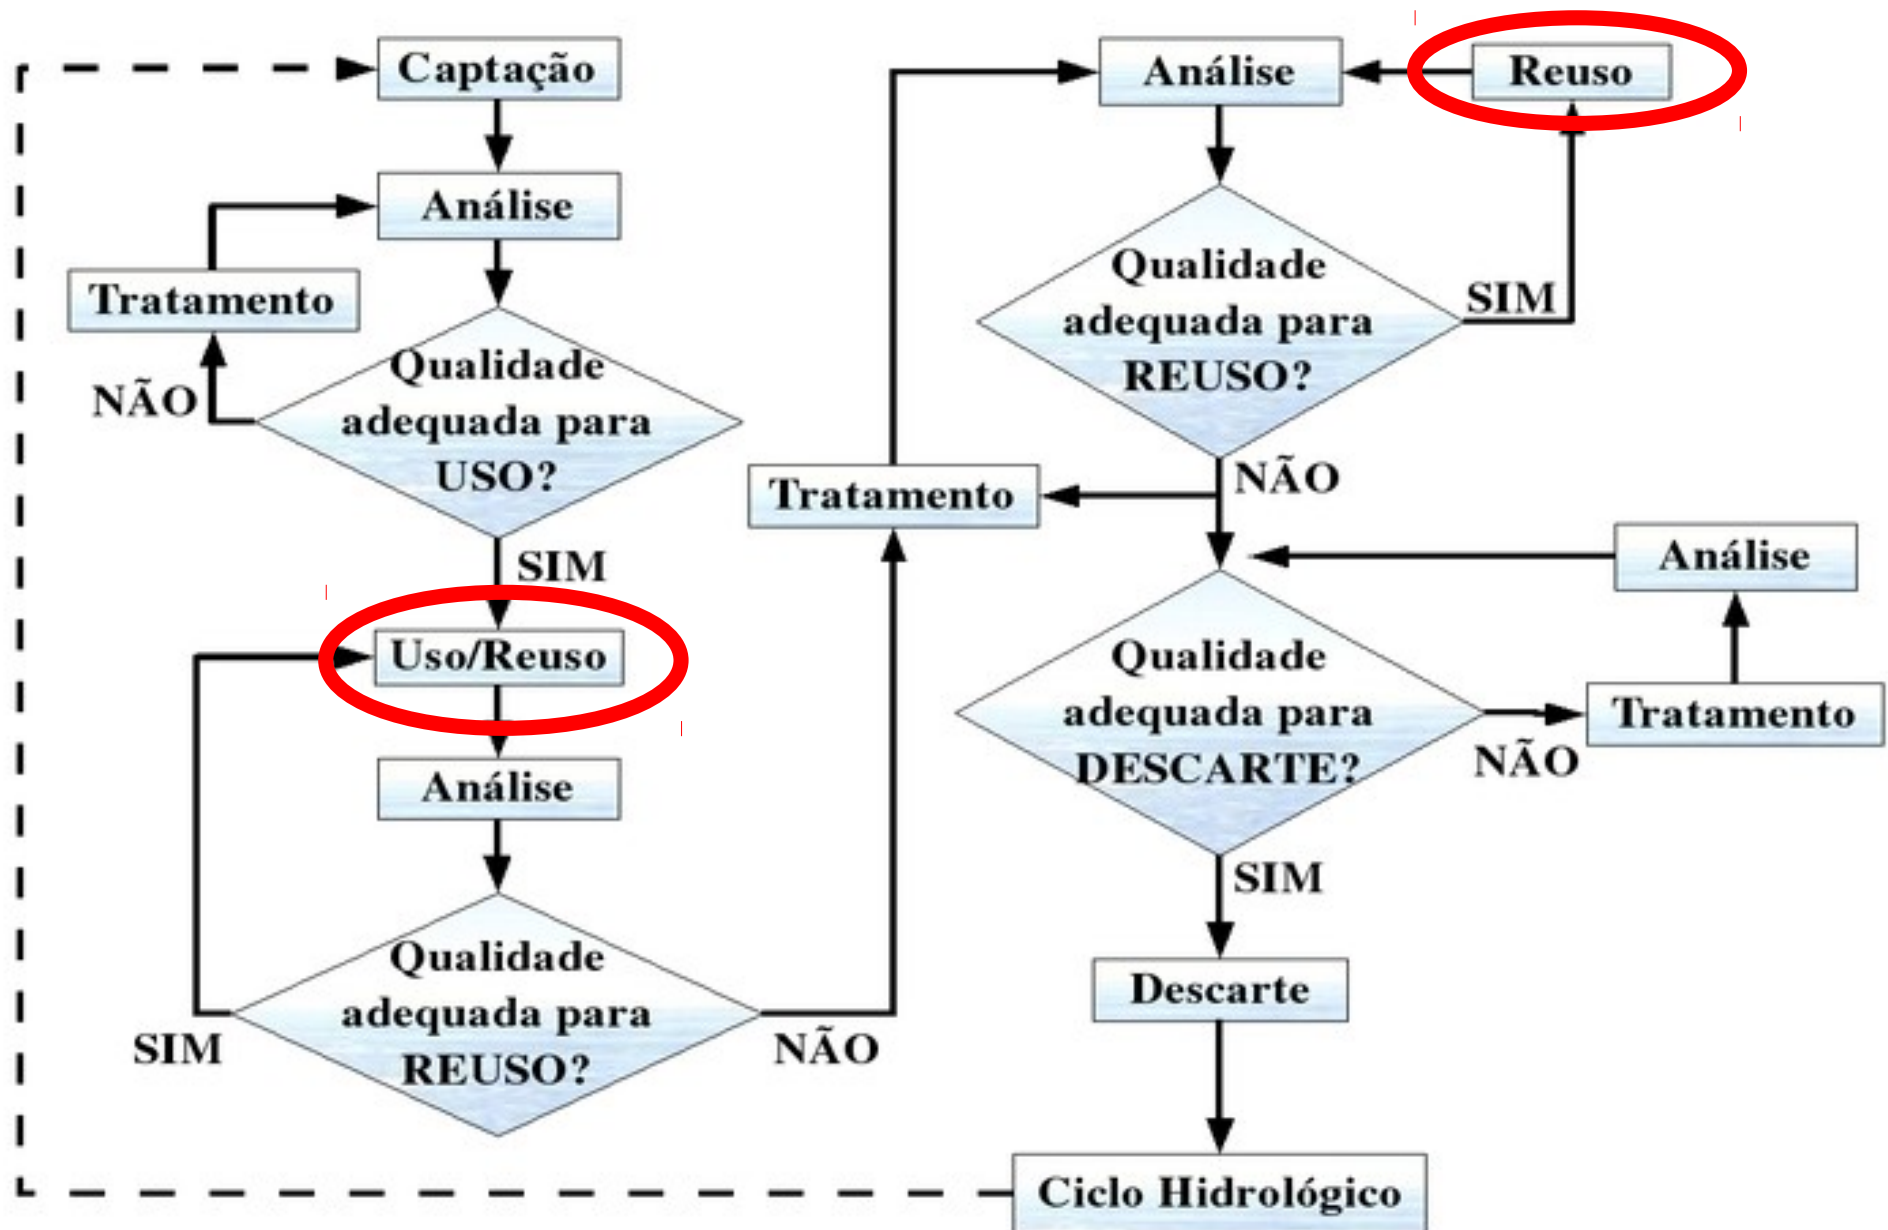 Captação
Análise
Tratamento
Qualidade
adequada para
USO?
NÃO
SIM
Uso/Reuso
Análise
Qualidade
adequada para
REUSO?
SIM
NÃO
Tratamento
Análise
Reuso
Qualidade
adequada para
REUSO?
SIM
NÃO
Análise
Qualidade
adequada para
DESCARTE?
Tratamento
NÃO
SIM
Descarte
Ciclo Hidrológico